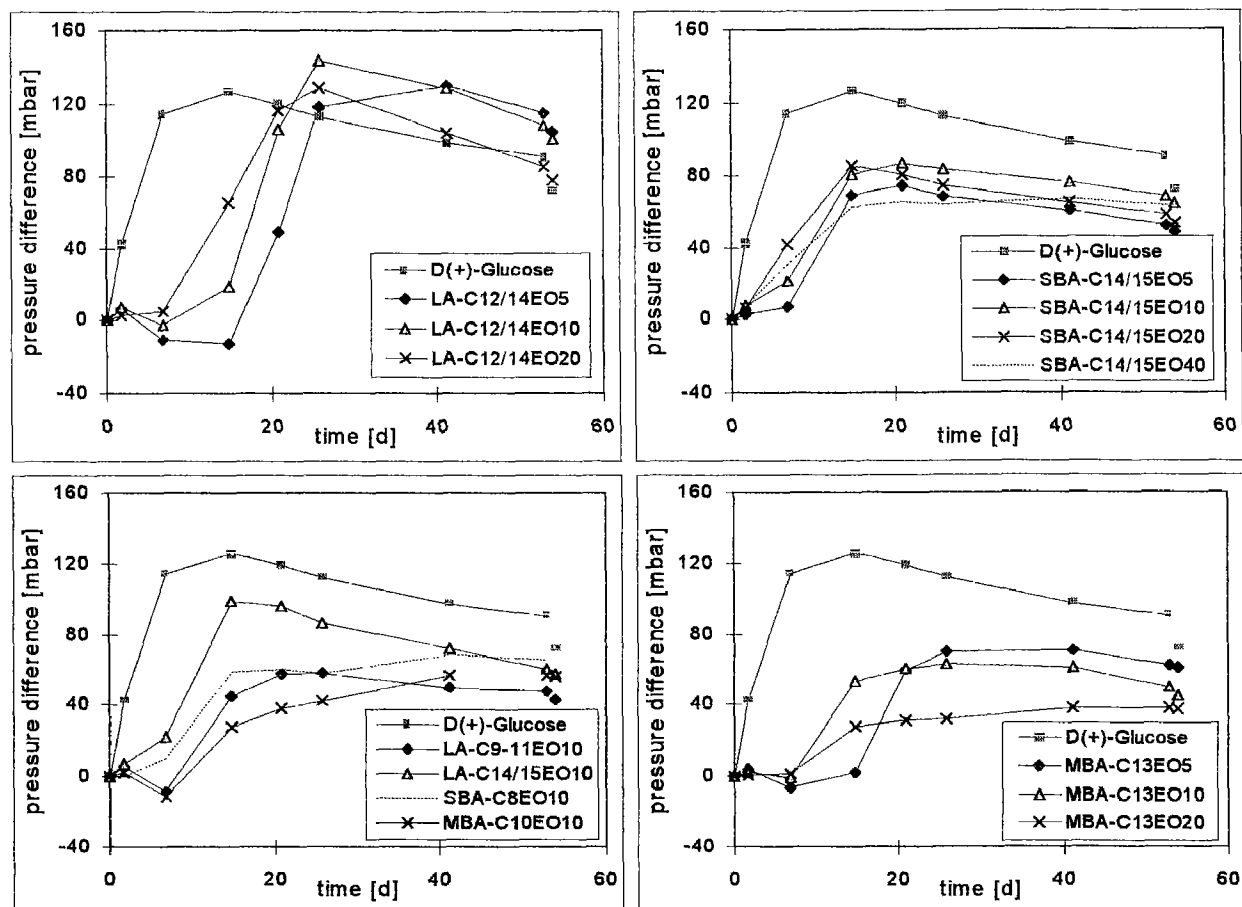 160
120
80
40
0
-40
pressure difference [mbar]
D(+)-Glucose
LA-C12/14EO5
LA-C12/14EO10
LA-C12/14EO20
0
20
40
60
time [d]
160
120
80
40
0
-40
pressure difference [mbar]
D(+)-Glucose
SBA-C14/15EO5
SBA-C14/15EO10
SBA-C14/15EO20
SBA-C14/15EO40
0
20
40
60
time [d]
160
120
80
40
0
-40
pressure difference [mbar]
D(+)-Glucose
LA-C9-11EO10
LA-C14/15EO10
SBA-C8EO10
MBA-C10EO10
0
20
40
60
time [d]
160
120
80
40
0
-40
pressure difference [mbar]
D(+)-Glucose
MBA-C13EO5
MBA-C13EO10
MBA-C13EO20
0
20
40
60
time [d]